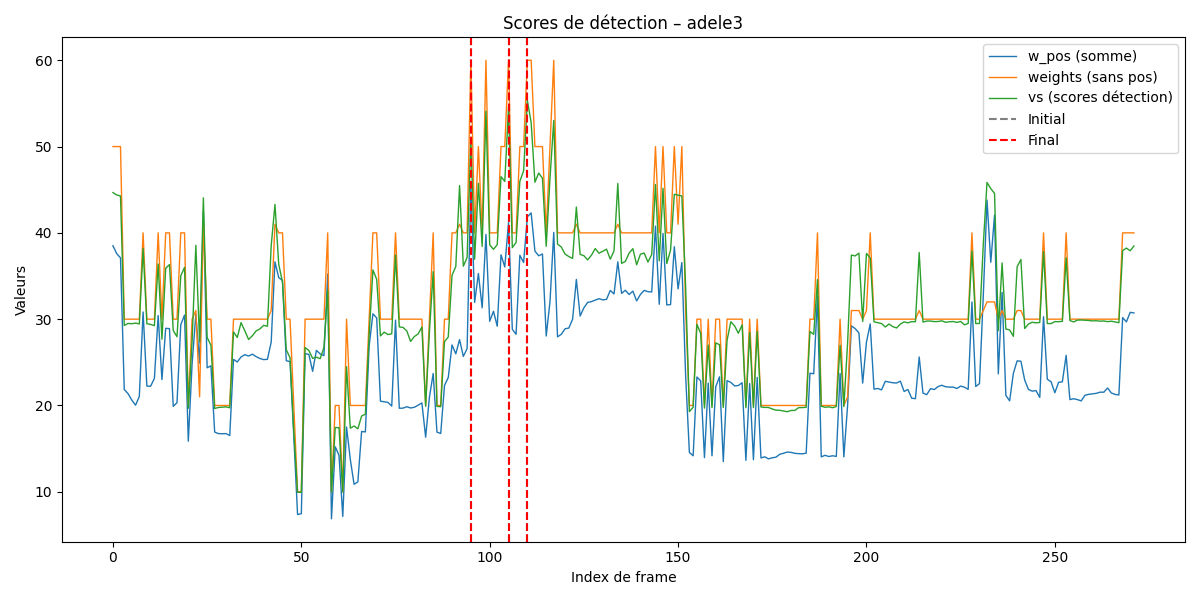 Scores de détection – adele3
w_pos (somme)
weights (sans pos)
vs (scores détection)
Initial
Final
Valeurs
60
50
40
30
20
10
0
50
100
150
200
250
Index de frame